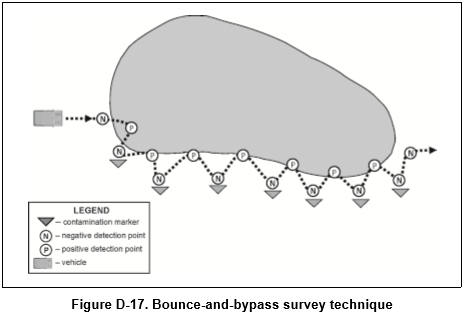 N
P
N
P
N
P
N
P
N
P
N
P
N
P
N
N
LEGEND
– contamination marker
N – negative detection point
P – positive detection point
– vehicle
Figure D-17. Bounce-and-bypass survey technique